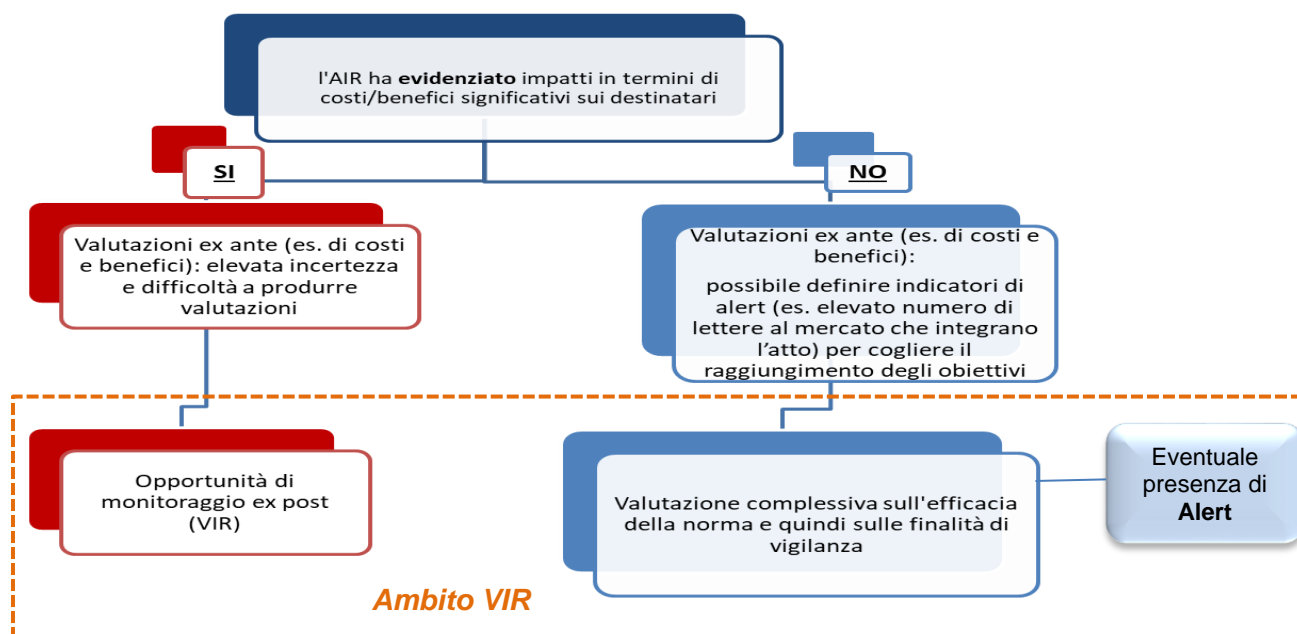 l'AIR ha evidenziato impatti in termini di
costi/benefici significativi sui destinatari
SI
NO
Valutazioni ex ante (es. di costi
e benefici): elevata incertezza
e difficoltà a produrre
valutazioni
Valutazioni ex ante (es. di costi e
benefici):
possibile definire indicatori di
alert (es. elevato numero di
lettere al mercato che integrano
l’atto) per cogliere il
raggiungimento degli obiettivi
Opportunità di
monitoraggio ex post
(VIR)
Valutazione complessiva sull'efficacia
della norma e quindi sulle finalità di
vigilanza
Eventuale
presenza di
Alert
Ambito VIR